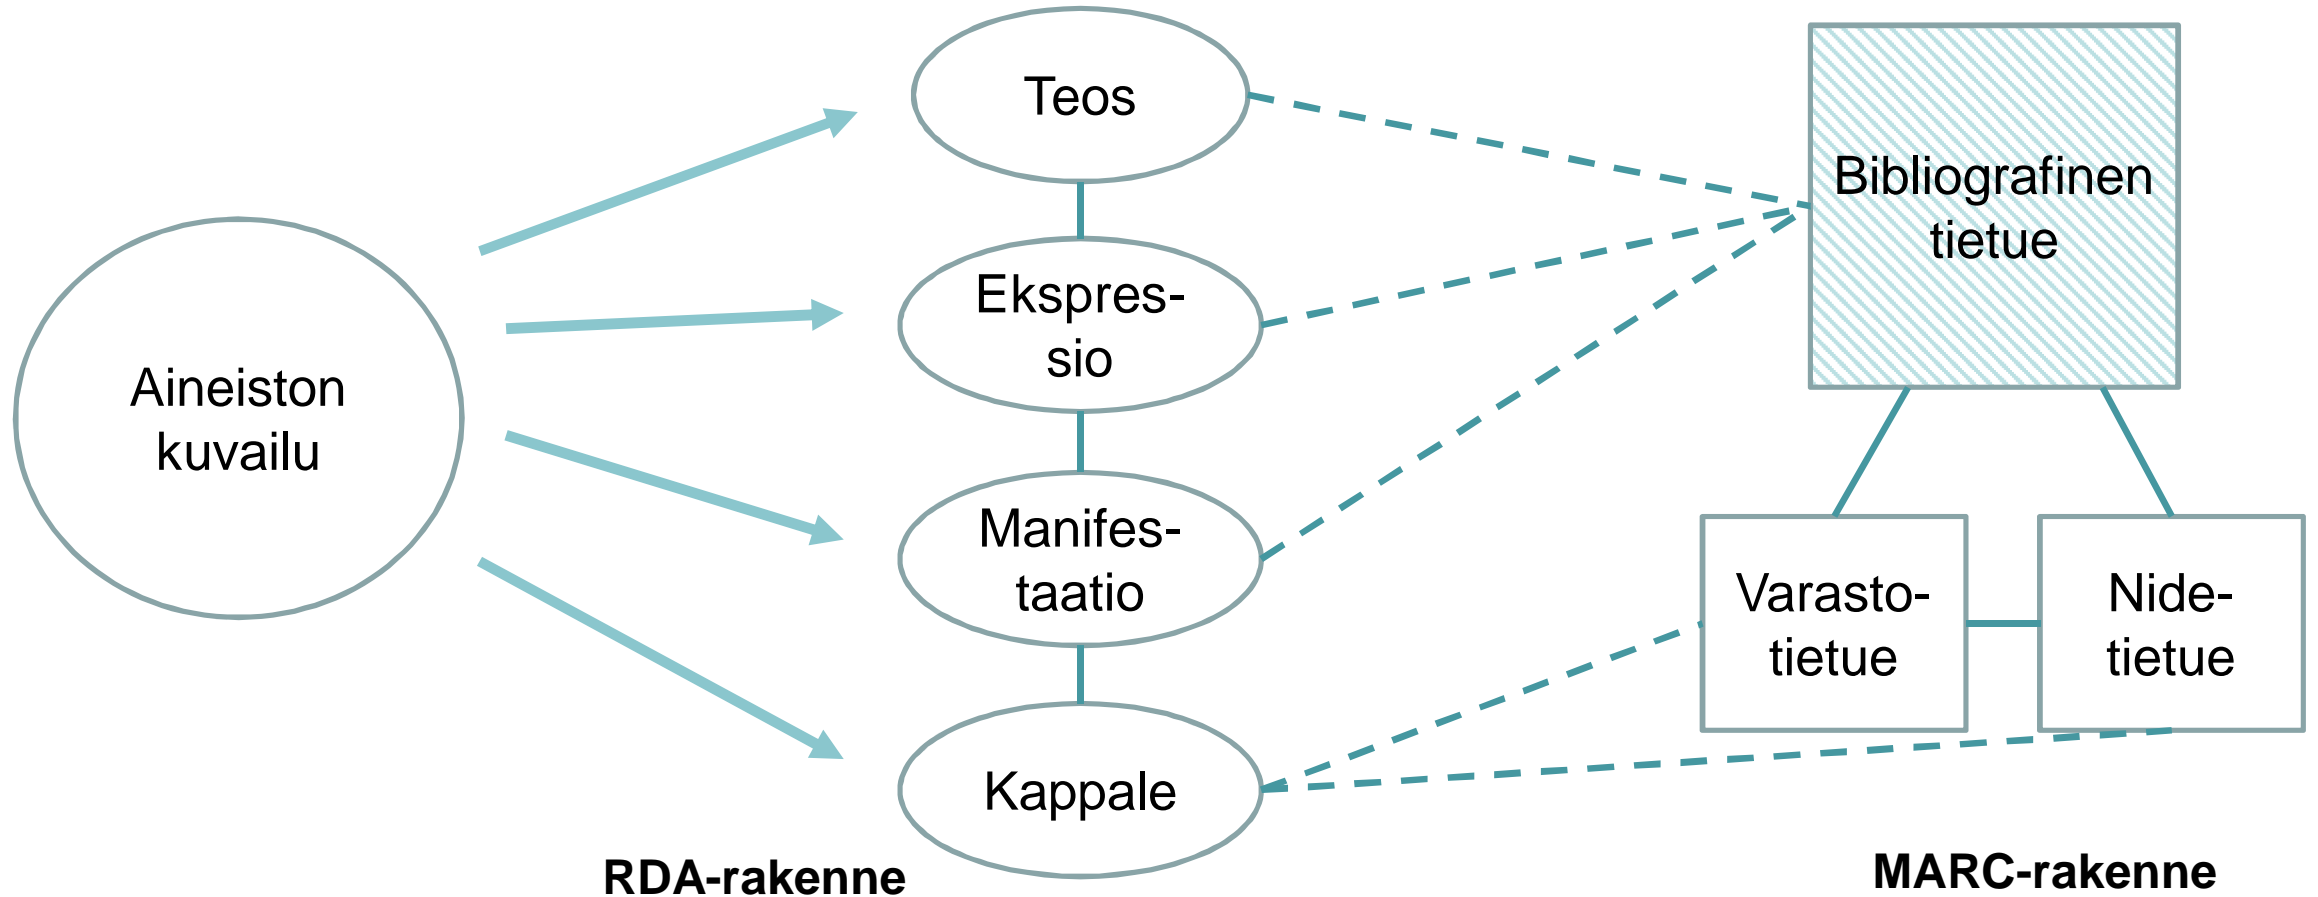 Aineiston
kuvailu
Teos
Ekspres-
sio
Manifes-
taatio
Kappale
RDA-rakenne
Bibliografinen
tietue
Varasto-
tietue
Nide-
tietue
MARC-rakenne